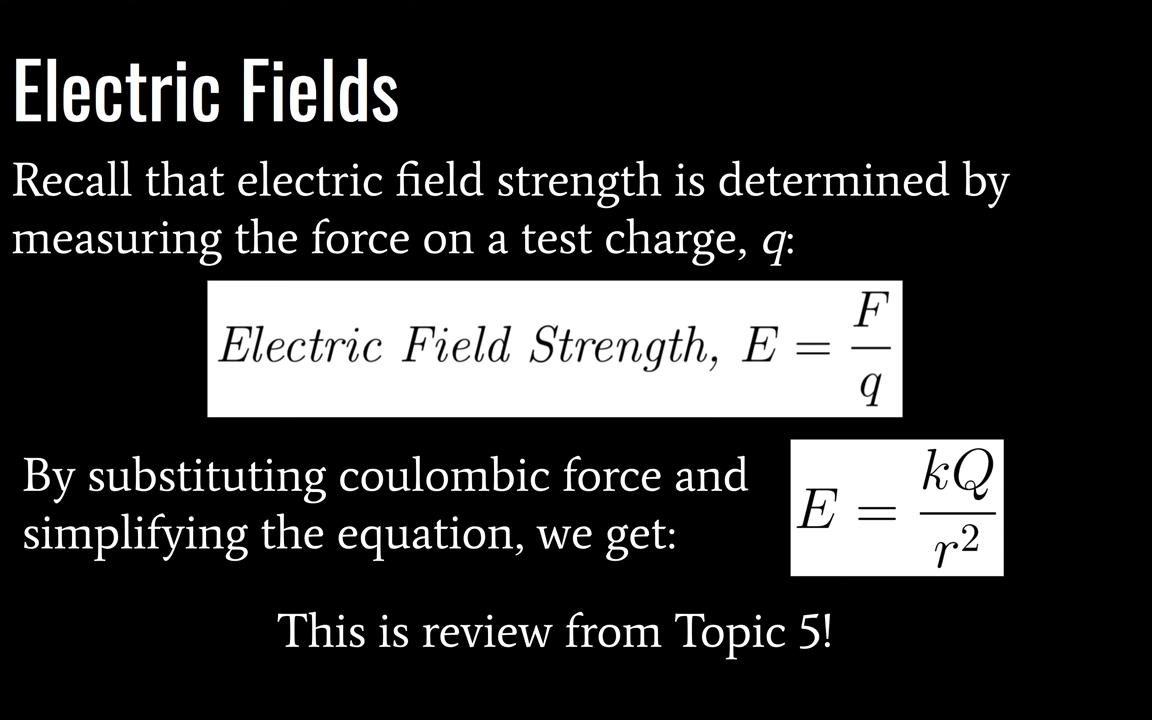 Electric Fields
Recall that electric field strength is determined by
measuring the force on a test charge, q:
Electric Field Strength, E = F/q
By substituting coulombic force and
simplifying the equation, we get:
E = kQ/r²
This is review from Topic 5!